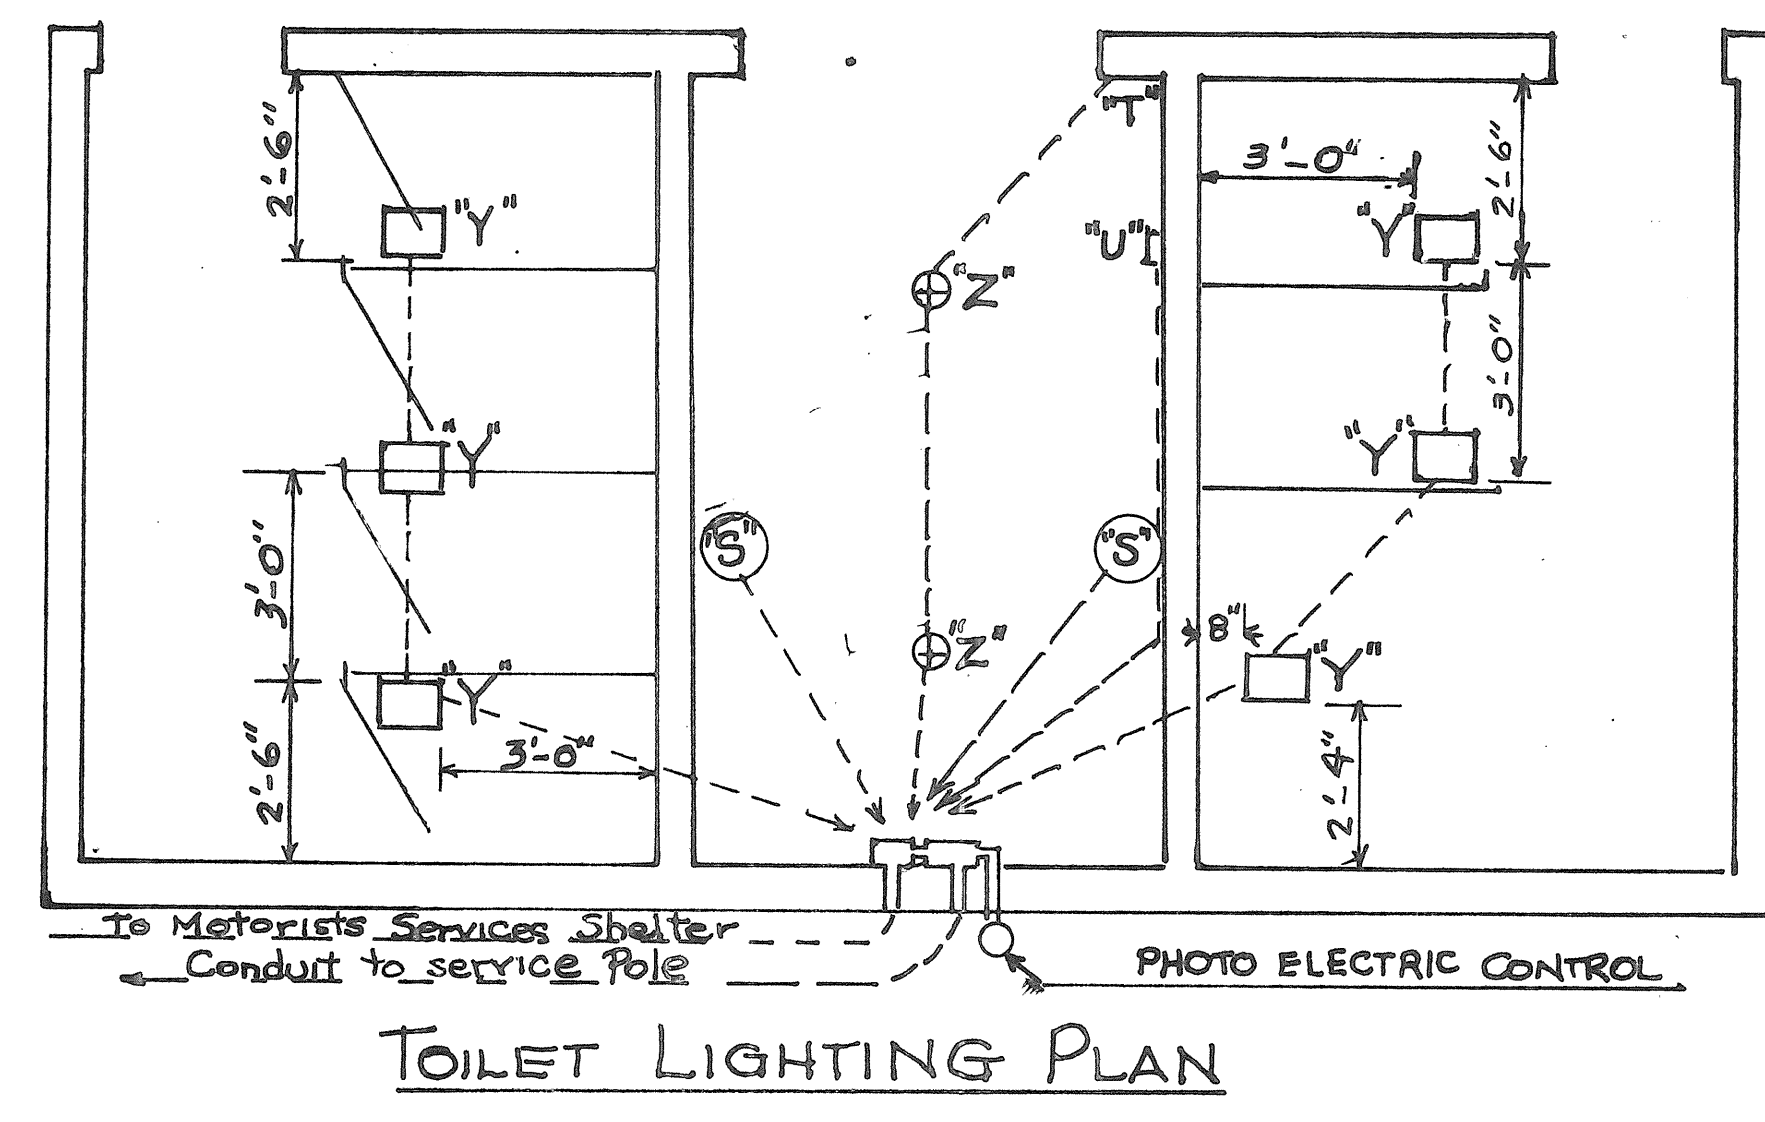 "T"
2'-6"
3'-0"
2'-6"
"Y"
"Y"
"U"
"Z"
3'-0"
"Y"
"Y"
"S"
"S"
3'-0"
8"
"Z"
"Y"
"Y"
3'-0"
2'-6"
2'-4"
To Motorists Services Shelter
Conduit to service Pole
PHOTO ELECTRIC CONTROL
TOILET LIGHTING PLAN